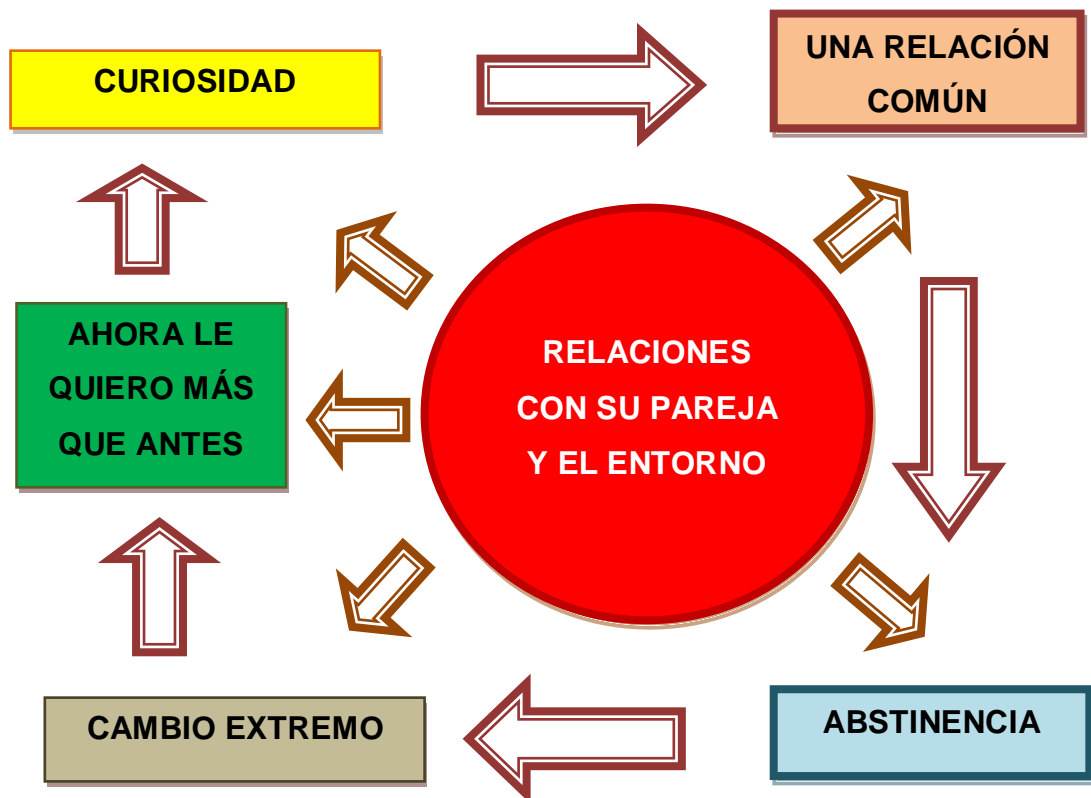 CURIOSIDAD
UNA RELACIÓN
COMÚN
AHORA LE
QUIERO MÁS
QUE ANTES
RELACIONES
CON SU PAREJA
Y EL ENTORNO
CAMBIO EXTREMO
ABSTINENCIA